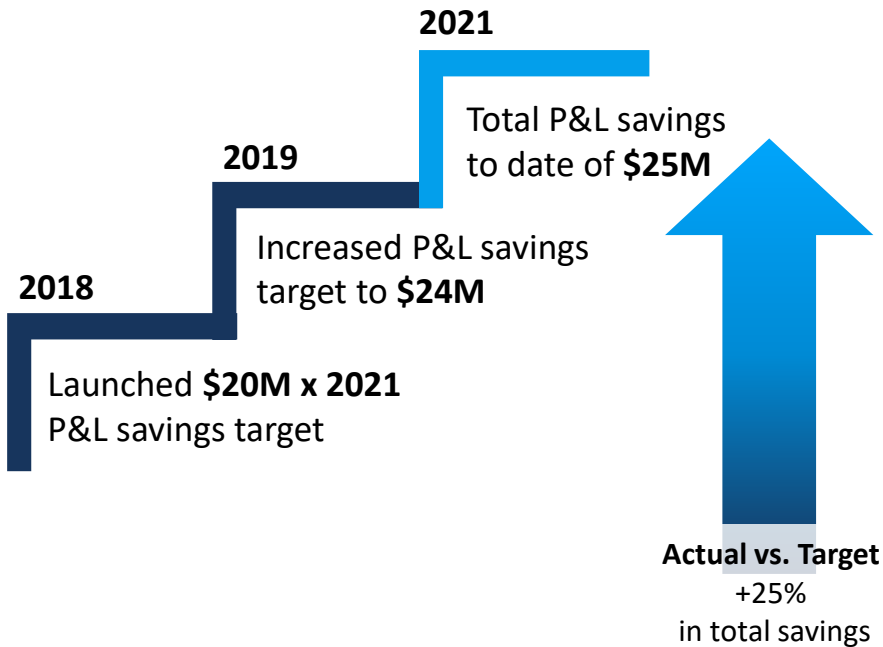 2018
Launched $20M x 2021
P&L savings target
2019
Increased P&L savings
target to $24M
2021
Total P&L savings
to date of $25M
Actual vs. Target
+25%
in total savings